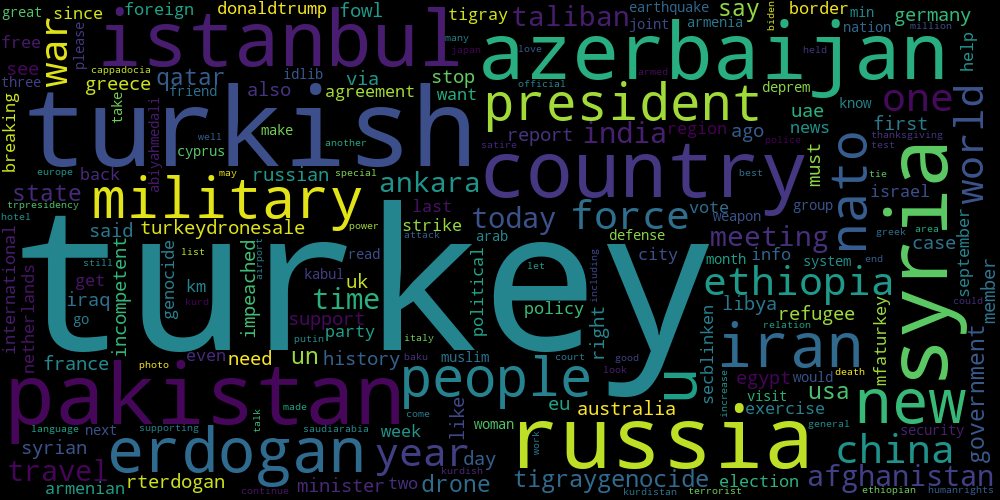 great
since
foreign
donaldtrump
kabul
fowl
tigray
taliban
earthquake
say
biden
border
min
germany
free
war
please
istanbul
many
japan
joint
armenia
azerbaijan
million
nation
see
three
cappadocia
greece
qatar
idlib
via
stop
love
held
help
breaking
take
friend
also
agreement
want
official
armed
president
deprem
uae
know
one
world
turkish
cyprus
make
well
another
russian
report
india
region
ago
news
first
thanksgiving
test
satire
police
must
nato
syria
europe
back
abiyahmedali
may
special
ankara
country
best
group
tie
israel
state
trpresidency
hotel
military
power
last
today
force
vote
weapon
greek
area
september
said
turkeydronesale
strike
defense
meeting
case
international
still
incompetent
list
genocide
airport
attack
arab
city
month
info
system
end
member
turkey
impeached
read
political
let
including
ethiopia
could
netherlands
get
iraq
go
km
kurd
uk
time
policy
right
libya
refugee
mfaturkey
support
putin
party
italy
secblinken
relation
government
france
photo
even
need
un
history
baku
muslim
court
good
look
u
iran
egypt
would
death
pakistan
people
eu
increase
visit
usa
new
language
supporting
made
talk
saudiarabia
come
woman
australia
exercise
general
security
syrian
next
erdogan
week
year
like
day
work
russia
china
travel
armenian
rterdogan
continue
minister
two
drone
kurdish
tigraygenocide
kurdistan
terrorist
election
afghanistan
ethiopian
humanrights